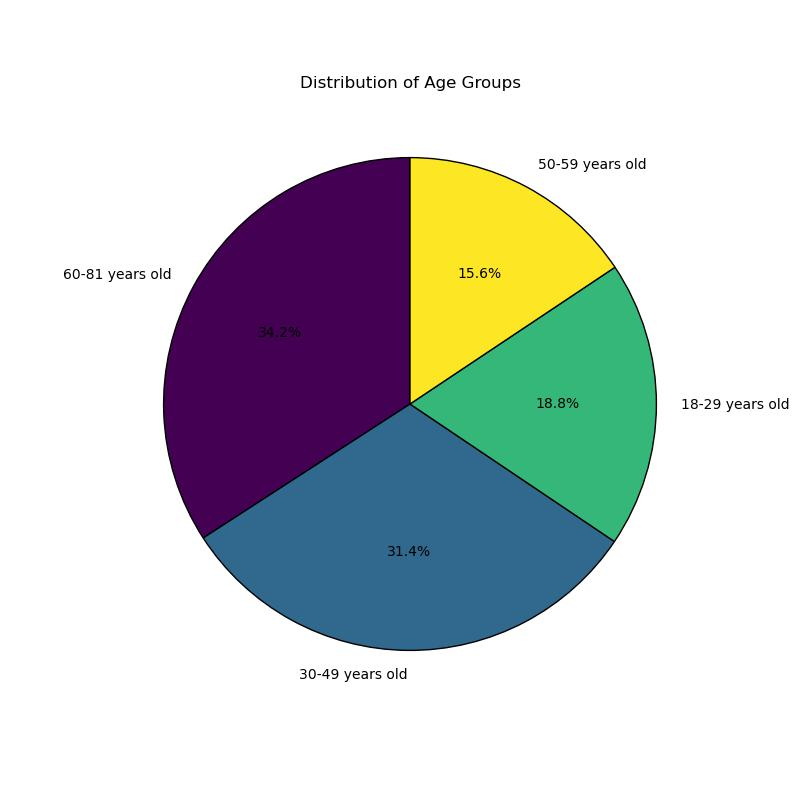 Distribution of Age Groups
50-59 years old
15.6%
60-81 years old
34.2%
18.8%
18-29 years old
31.4%
30-49 years old